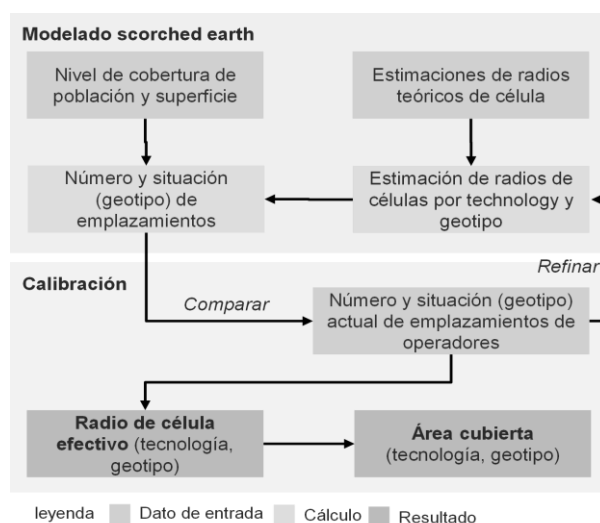 Modelado scorched earth
Nivel de cobertura de
población y superficie
Estimaciones de radios
teóricos de célula
Número y situación
(geotipo) de
emplazamientos
Estimación de radios de
células por technology y
geotipo
Refinar
Calibración
Comparar
Número y situación (geotipo)
actual de emplazamientos de
operadores
Radio de célula
efectivo (tecnología,
geotipo)
Área cubierta
(tecnología, geotipo)
leyenda Dato de entrada Cálculo Resultado